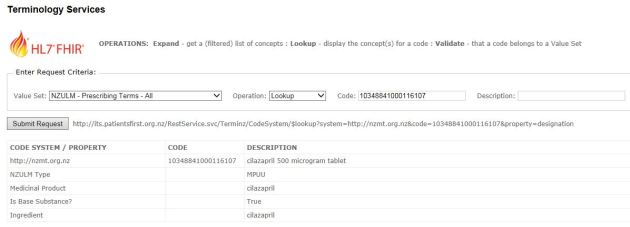 Terminology Services
HL7 FHIR
OPERATIONS: Expand - get a (filtered) list of concepts : Lookup - display the concept(s) for a code : Validate - that a code belongs to a Value Set
Enter Request Criteria:
Value Set: NZULM - Prescribing Terms - All Operation: Lookup Code: 10348841000116107 Description:
Submit Request http://its.patientsfirst.org.nz/RestService.svc/Terminz/CodeSystem/$lookup?system=http://nzmt.org.nz&code=10348841000116107&property=designation
CODE SYSTEM / PROPERTY CODE DESCRIPTION
http://nzmt.org.nz 10348841000116107 cilazapril 500 microgram tablet
NZULM Type MPUU
Medicinal Product cilazapril
Is Base Substance? True
Ingredient cilazapril